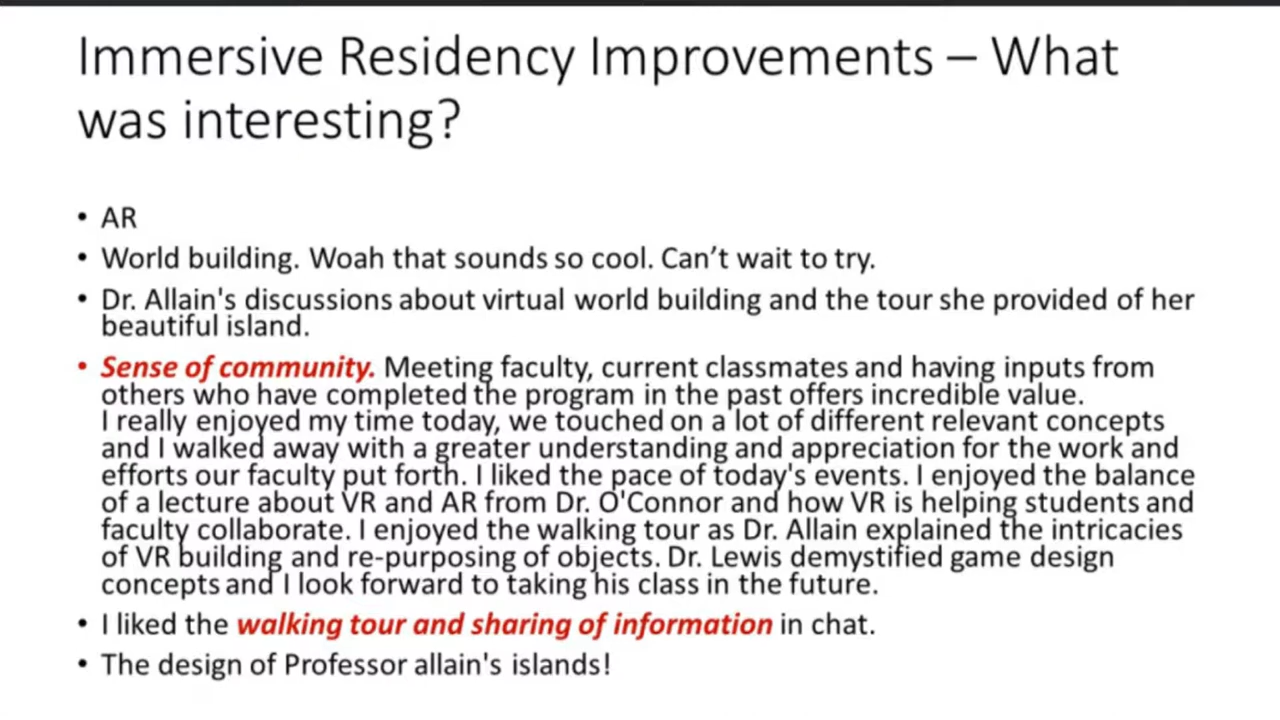 Immersive Residency Improvements – What
was interesting?
• AR
• World building. Woah that sounds so cool. Can’t wait to try.
• Dr. Allain's discussions about virtual world building and the tour she provided of her
beautiful island.
• Sense of community. Meeting faculty, current classmates and having inputs from
others who have completed the program in the past offers incredible value.
I really enjoyed my time today, we touched on a lot of different relevant concepts
and I walked away with a greater understanding and appreciation for the work and
efforts our faculty put forth. I liked the pace of today's events. I enjoyed the balance
of a lecture about VR and AR from Dr. O'Connor and how VR is helping students and
faculty collaborate. I enjoyed the walking tour as Dr. Allain explained the intricacies
of VR building and re-purposing of objects. Dr. Lewis demystified game design
concepts and I look forward to taking his class in the future.
• I liked the walking tour and sharing of information in chat.
• The design of Professor allain's islands!